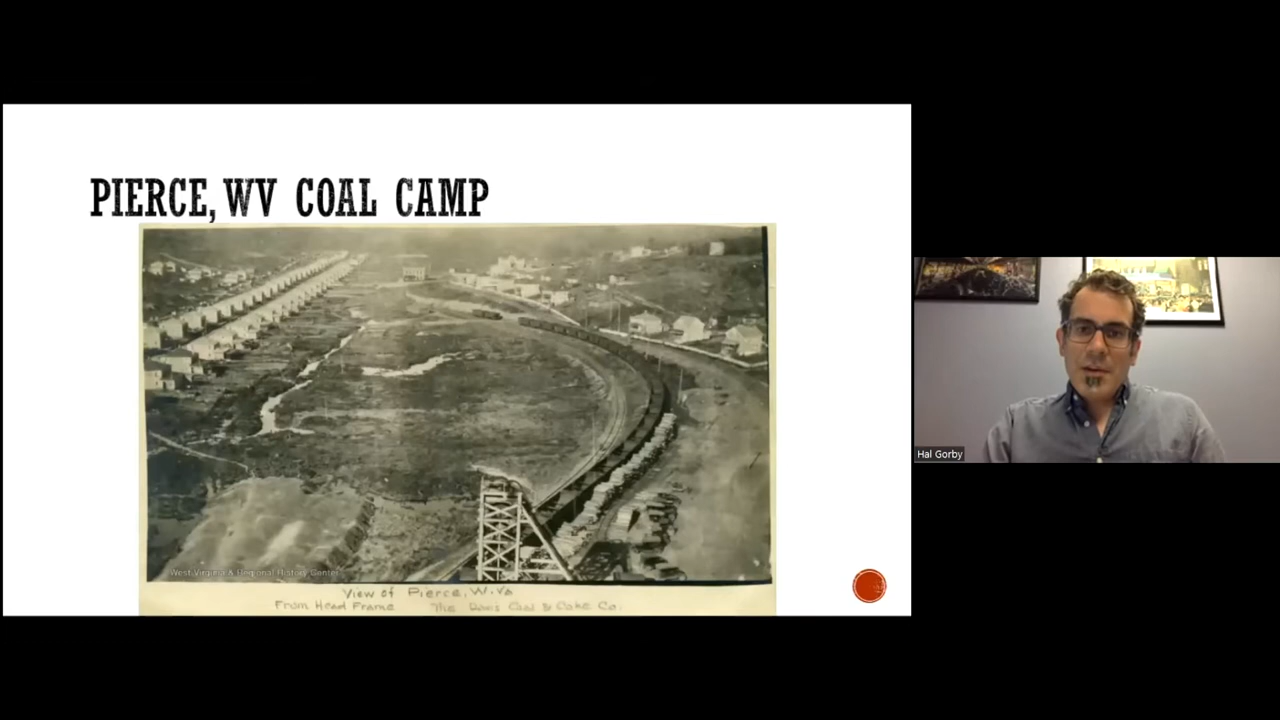 PIERCE, WV COAL CAMP
West Virginia & Regional History Center
View of Pierce, W.Va
From Head Frame The Davis Coal & Coke Co.
Hal Gorby